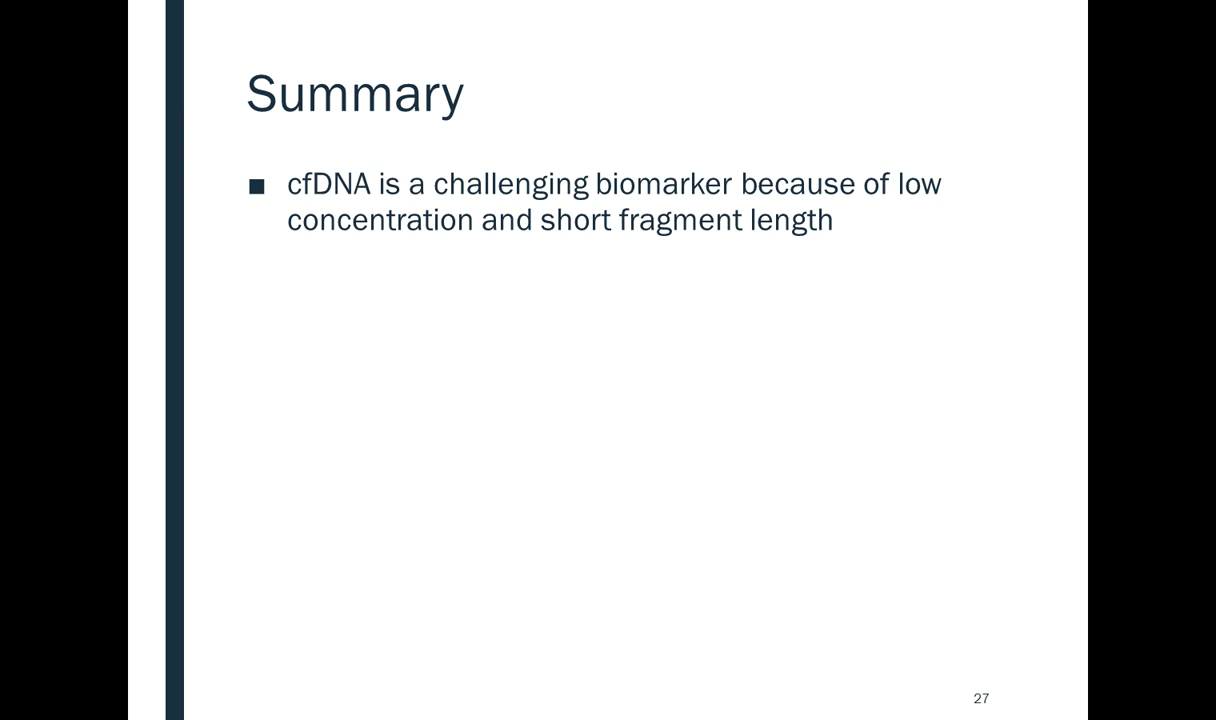 Summary
■ cfDNA is a challenging biomarker because of low
concentration and short fragment length
27